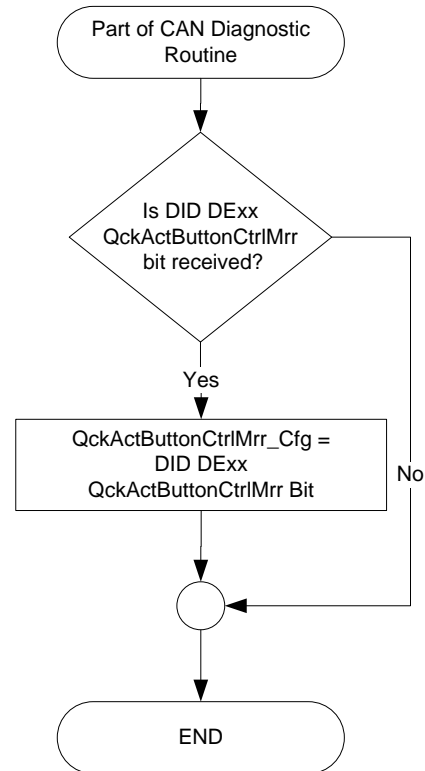 Part of CAN Diagnostic
Routine
Is DID DExx
QckActButtonCtrlMrr
bit received?
Yes
QckActButtonCtrlMrr_Cfg =
DID DExx
QckActButtonCtrlMrr Bit
No
END